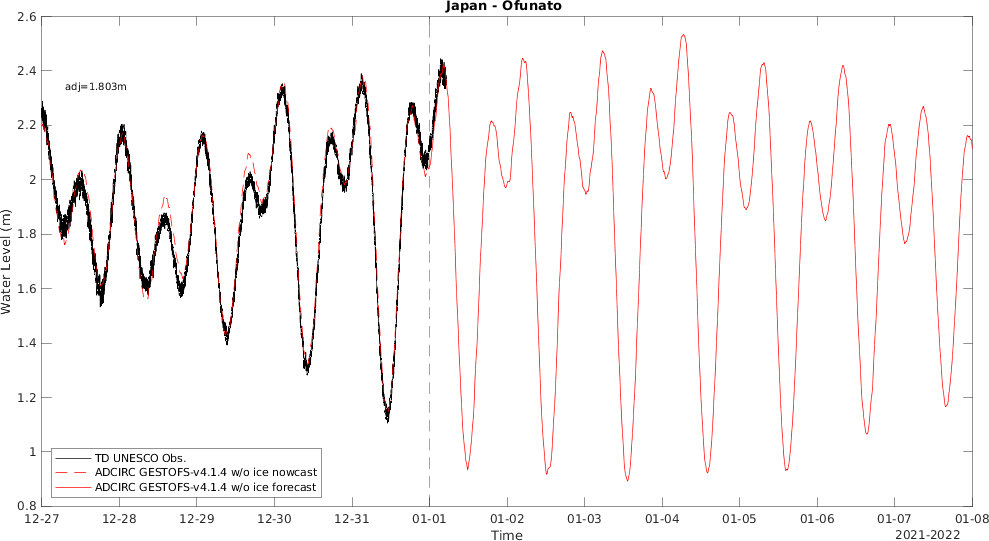 Japan - Ofunato
2.6
2.4
2.2
2
1.8
1.6
1.4
1.2
1
0.8
Water Level (m)
adj=1.803m
TD UNESCO Obs.
ADCIRC GESTOFS-v4.1.4 w/o ice nowcast
ADCIRC GESTOFS-v4.1.4 w/o ice forecast
12-27 12-28 12-29 12-30 12-31 01-01 01-02 01-03 01-04 01-05 01-06 01-07 01-08
Time
2021-2022